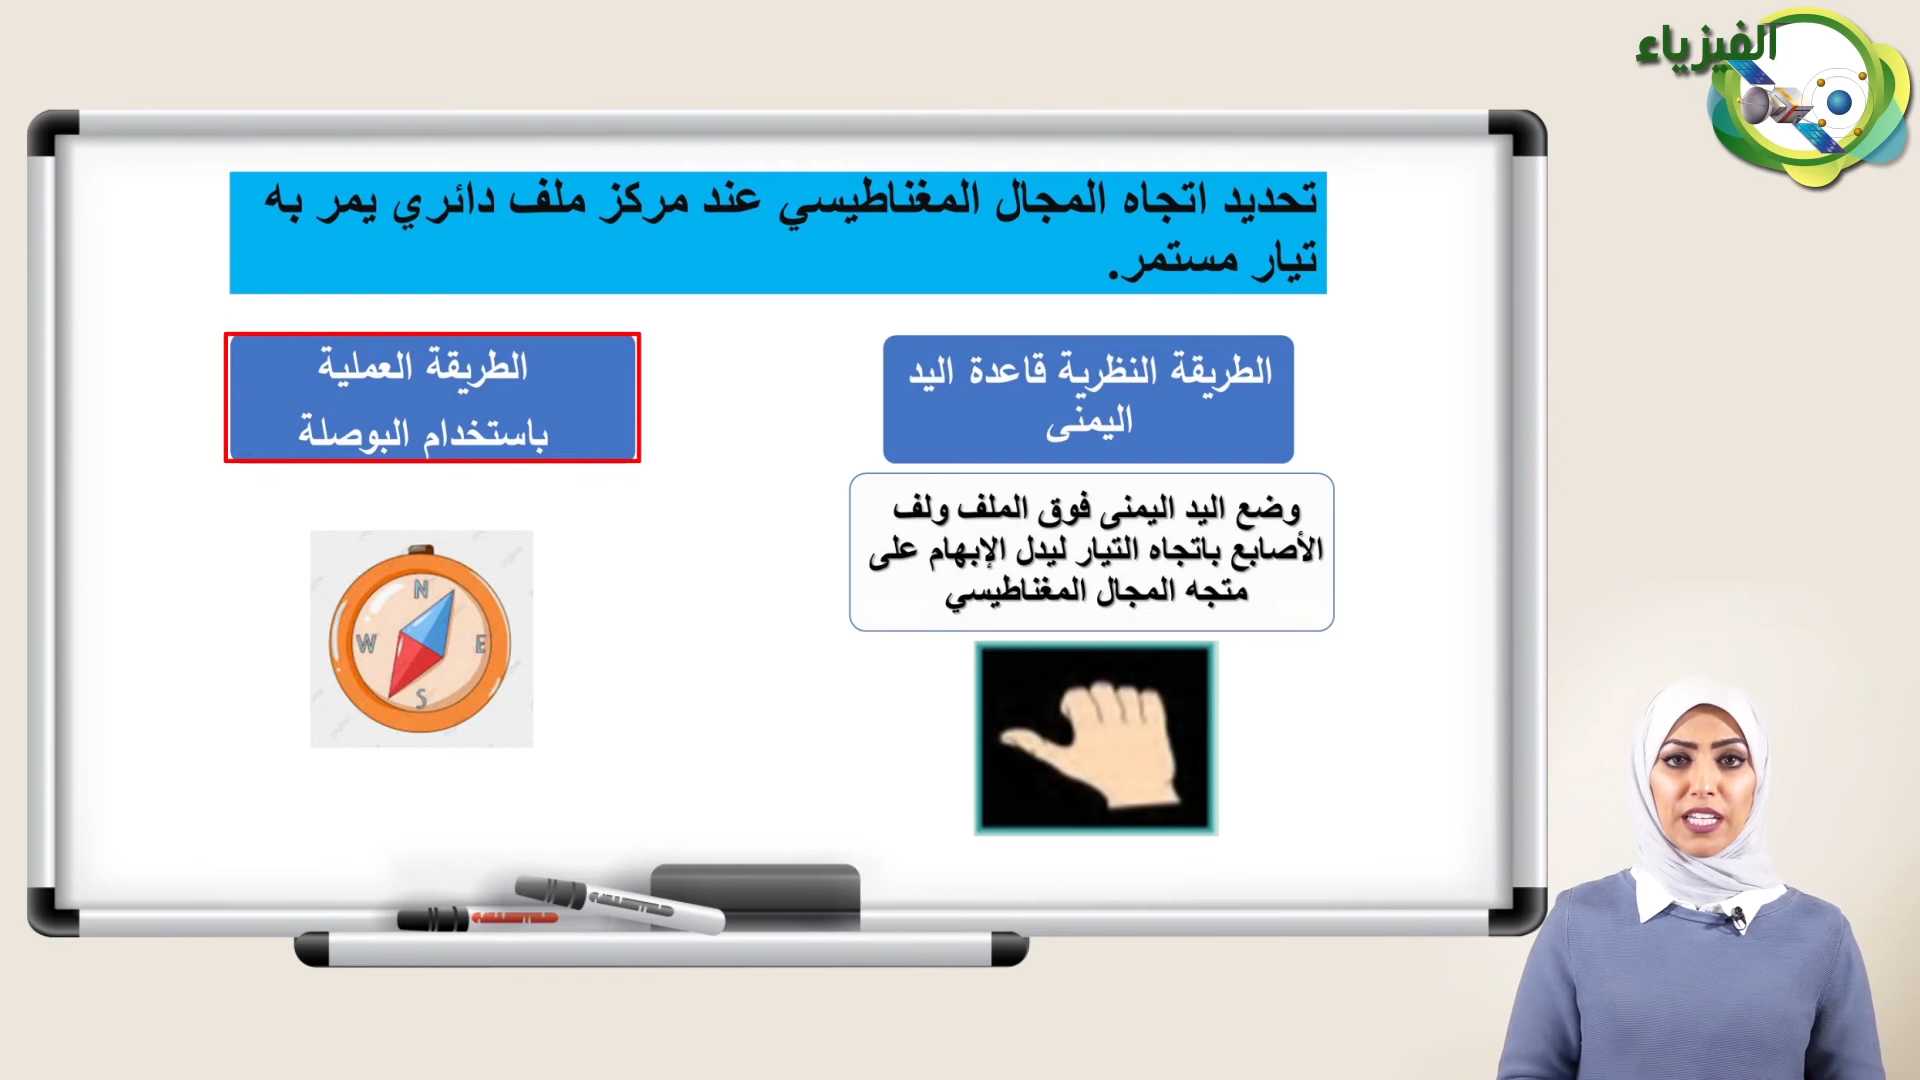 الفيزياء
تحديد اتجاه المجال المغناطيسي عند مركز ملف دائري يمر به
تيار مستمر.
الطريقة النظرية قاعدة اليد
اليمنى
وضع اليد اليمنى فوق الملف ولف
الأصابع باتجاه التيار ليدل الإبهام على
متجه المجال المغناطيسي
الطريقة العملية
باستخدام البوصلة
N
W E
S